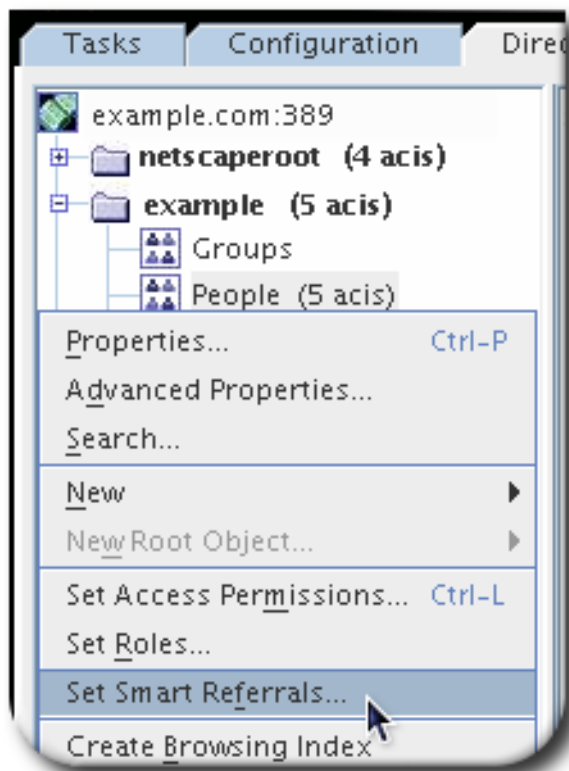 Tasks Configuration Direc
example.com:389
netscaperoot (4 acis)
example (5 acis)
Groups
People (5 acis)
Properties... Ctrl-P
Advanced Properties...
Search...
New
New Root Object...
Set Access Permissions... Ctrl-L
Set Roles...
Set Smart Referrals...
Create Browsing Index